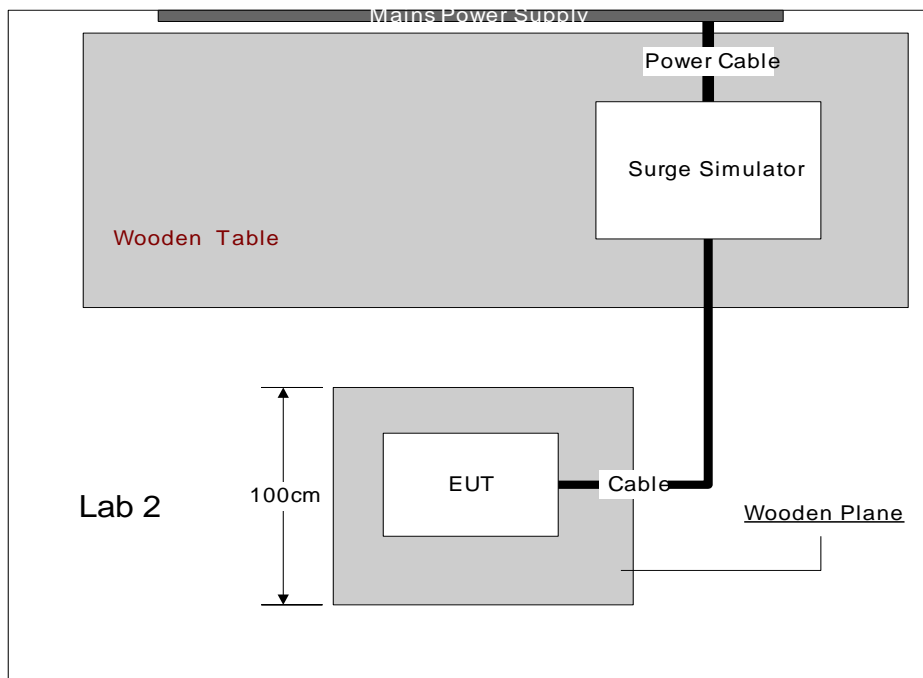 Mains Power Supply
Power Cable
Surge Simulator
Wooden Table
EUT
Cable
Lab 2
100cm
Wooden Plane